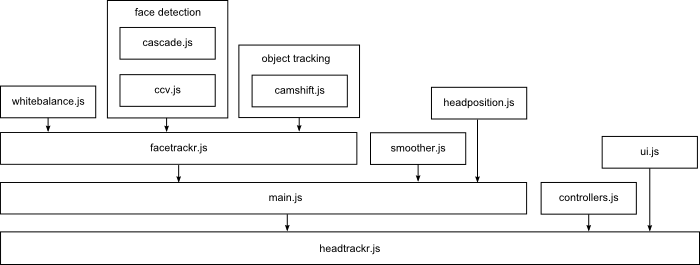 face detection
cascade.js
object tracking
ccv.js
camshift.js
whitebalance.js
headposition.js
facetrackr.js
smoother.js
ui.js
main.js
controllers.js
headtrackr.js